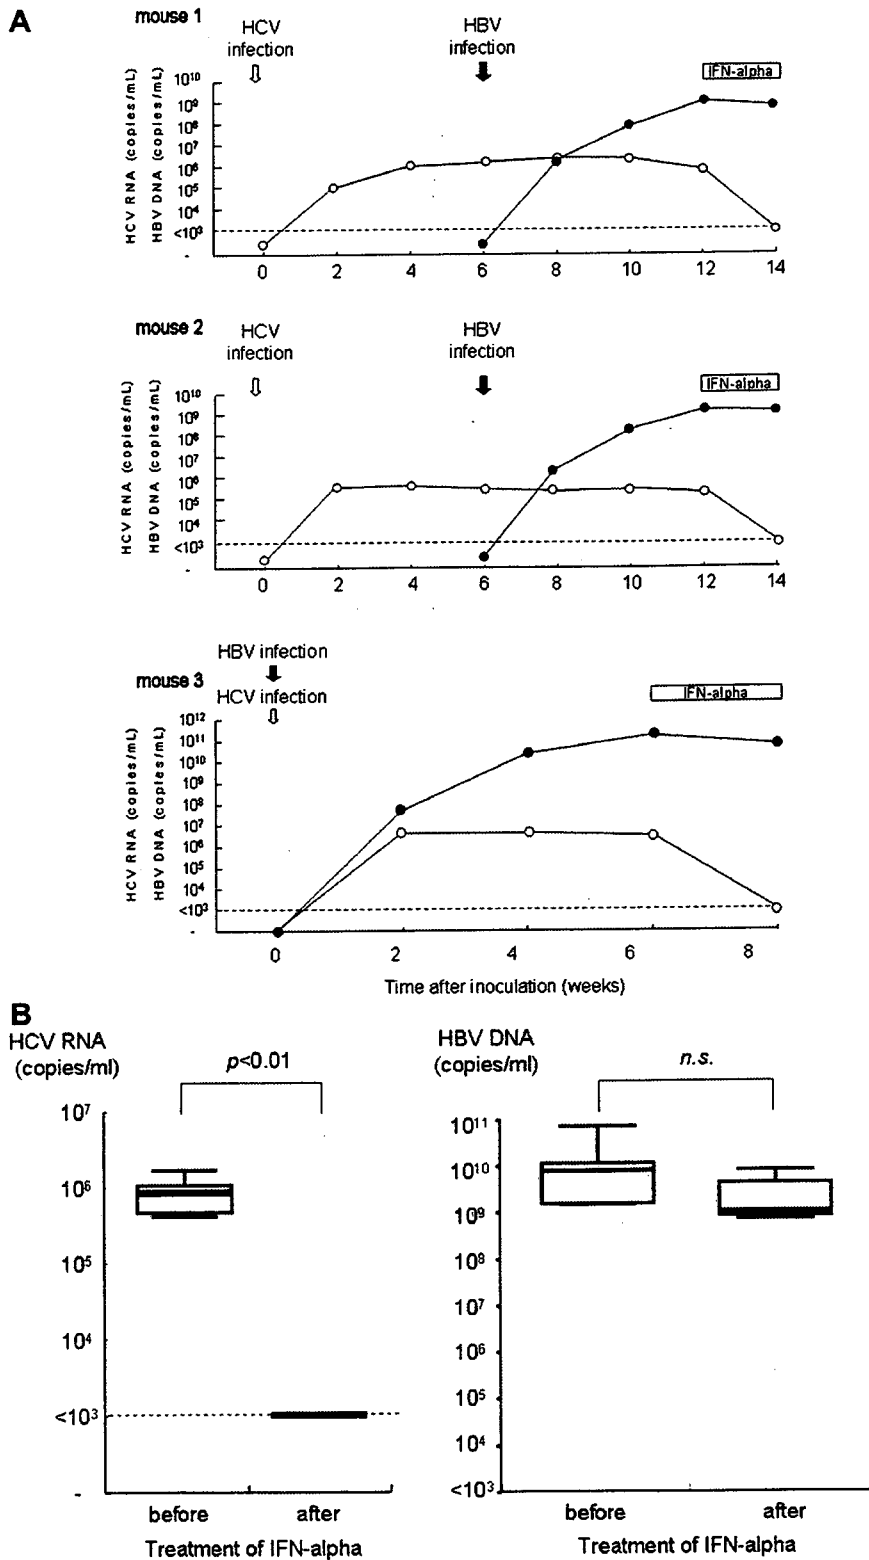 A
mouse 1
HCV
infection
HBV
infection
IFN-alpha
HCV RNA (copies/mL)
HBV DNA (copies/mL)
10¹⁰
10⁹
10⁸
10⁷
10⁶
10⁵
10⁴
<10³
-
0 2 4 6 8 10 12 14
mouse 2
HCV
infection
HBV
infection
IFN-alpha
HCV RNA (copies/mL)
HBV DNA (copies/mL)
10¹⁰
10⁹
10⁸
10⁷
10⁶
10⁵
10⁴
<10³
-
0 2 4 6 8 10 12 14
HBV infection
mouse 3
HCV infection
IFN-alpha
HCV RNA (copies/mL)
HBV DNA (copies/mL)
10¹²
10¹¹
10¹⁰
10⁹
10⁸
10⁷
10⁶
10⁵
10⁴
<10³
-
0 2 4 6 8
Time after inoculation (weeks)
B
HCV RNA
(copies/ml)
p<0.01
10⁷
10⁶
10⁵
10⁴
<10³
-
before after
Treatment of IFN-alpha
HBV DNA
(copies/ml)
n.s.
10¹¹
10¹⁰
10⁹
10⁸
10⁷
10⁶
10⁵
10⁴
<10³
before after
Treatment of IFN-alpha